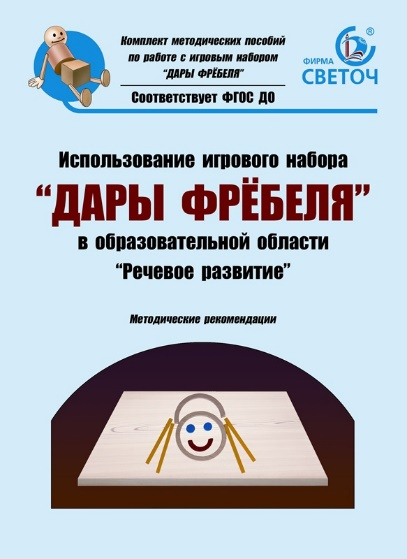 Комплект методических пособий
по работе с игровым набором
“ДАРЫ ФРЁБЕЛЯ”
Соответствует ФГОС ДО
®
ФИРМА
СВЕТОЧ
Использование игрового набора
“ДАРЫ ФРЁБЕЛЯ”
в образовательной области
“Речевое развитие”
Методические рекомендации